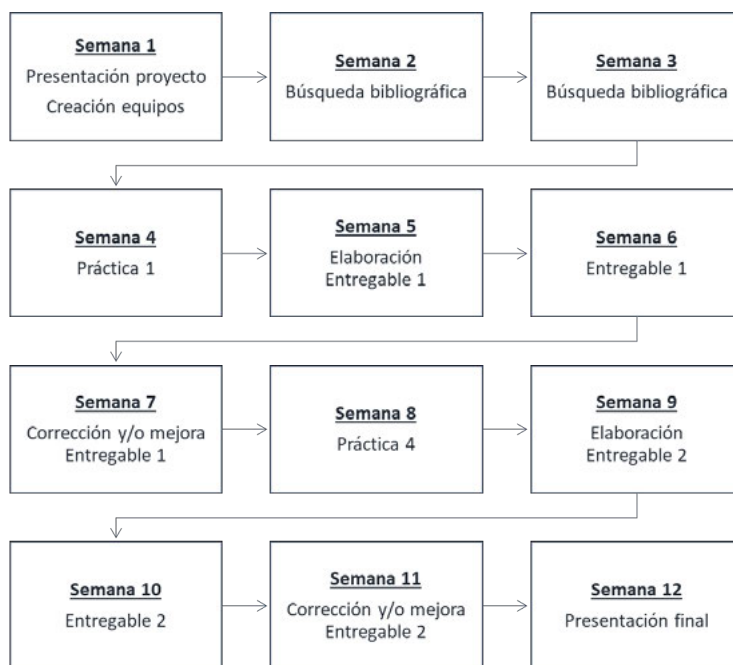 Semana 1
Presentación proyecto
Creación equipos
Semana 2
Búsqueda bibliográfica
Semana 3
Búsqueda bibliográfica
Semana 4
Práctica 1
Semana 5
Elaboración
Entregable 1
Semana 6
Entregable 1
Semana 7
Corrección y/o mejora
Entregable 1
Semana 8
Práctica 4
Semana 9
Elaboración
Entregable 2
Semana 10
Entregable 2
Semana 11
Corrección y/o mejora
Entregable 2
Semana 12
Presentación final